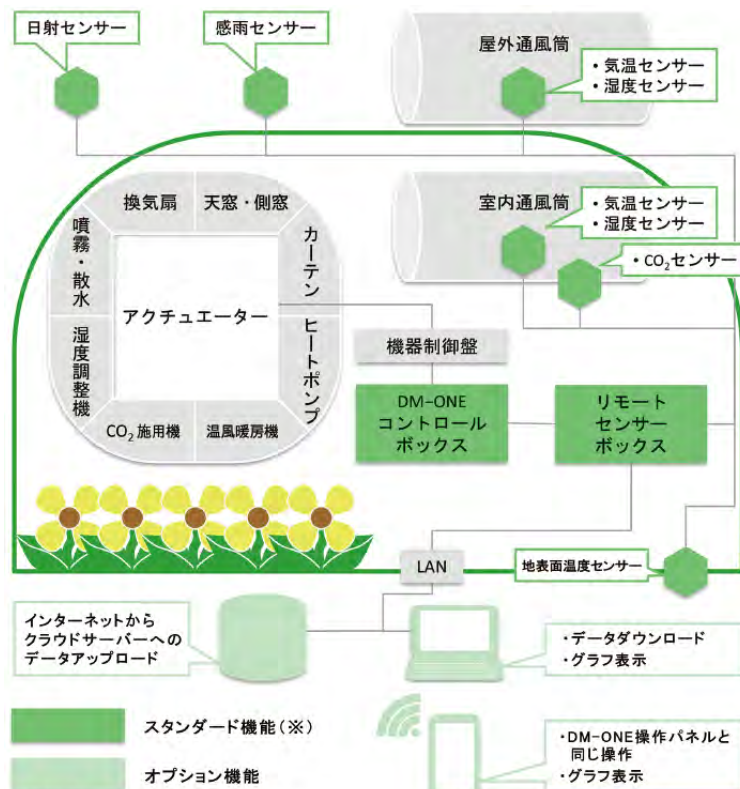 日射センサー
感雨センサー
屋外通風筒
・気温センサー
・湿度センサー
換気扇
天窓・側窓
噴霧・散水
カーテン
アクチュエーター
湿度調整機
ヒートポンプ
CO₂施用機
温風暖房機
室内通風筒
・気温センサー
・湿度センサー
・CO₂センサー
機器制御盤
DM-ONE
コントロール
ボックス
リモート
センサー
ボックス
LAN
地表面温度センサー
インターネットから
クラウドサーバーへの
データアップロード
・データダウンロード
・グラフ表示
スタンダード機能(※)
オプション機能
・DM-ONE操作パネルと
同じ操作
・グラフ表示